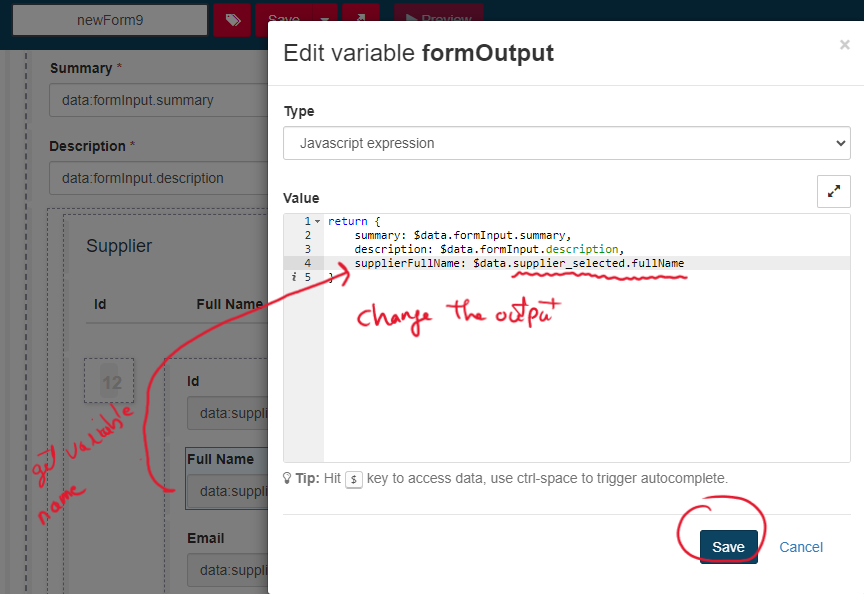 newForm9
Save
Preview
Summary *
data:formInput.summary
Description *
data:formInput.description
Supplier
Id
Full Name
12
Id
data:suppli
Full Name
data:suppli
Email
data:suppli
get variable
name
Edit variable formOutput
×
Type
Javascript expression
Value
1 return {
2 summary: $data.formInput.summary,
3 description: $data.formInput.description,
4 supplierFullName: $data.supplier_selected.fullName
i 5 }
change the output
Tip: Hit $ key to access data, use ctrl-space to trigger autocomplete.
Save
Cancel